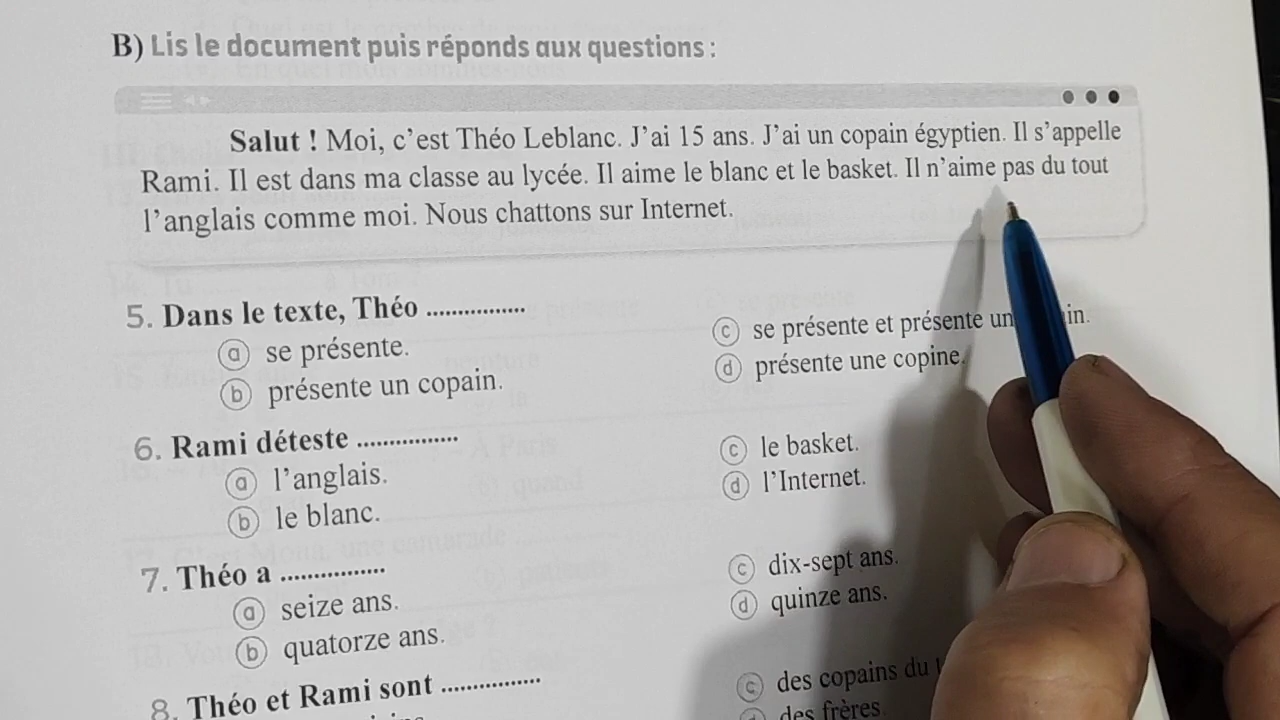 B) Lis le document puis réponds aux questions :
Salut ! Moi, c'est Théo Leblanc. J'ai 15 ans. J'ai un copain égyptien. Il s'appelle
Rami. Il est dans ma classe au lycée. Il aime le blanc et le basket. Il n'aime pas du tout
l'anglais comme moi. Nous chattons sur Internet.
5. Dans le texte, Théo ................
a se présente.
b présente un copain.
c se présente et présente un
d présente une copine.
6. Rami déteste ................
a l'anglais.
b le blanc.
c le basket.
d l'Internet.
7. Théo a ................
a seize ans.
b quatorze ans.
c dix-sept ans.
d quinze ans.
8. Théo et Rami sont ................
c des copains du
des frères